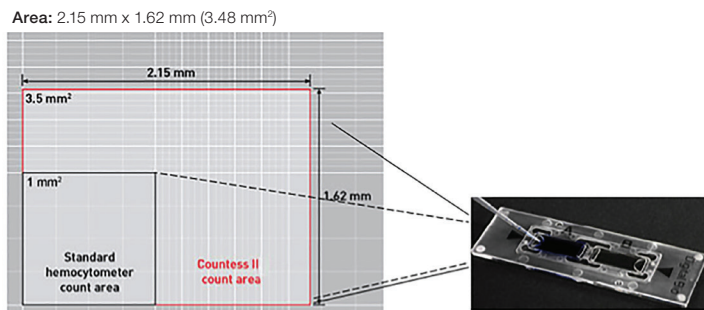 Area: 2.15 mm x 1.62 mm (3.48 mm²)
2.15 mm
3.5 mm²
1 mm²
1.62 mm
Standard
hemocytometer
count area
Countess II
count area
A
B